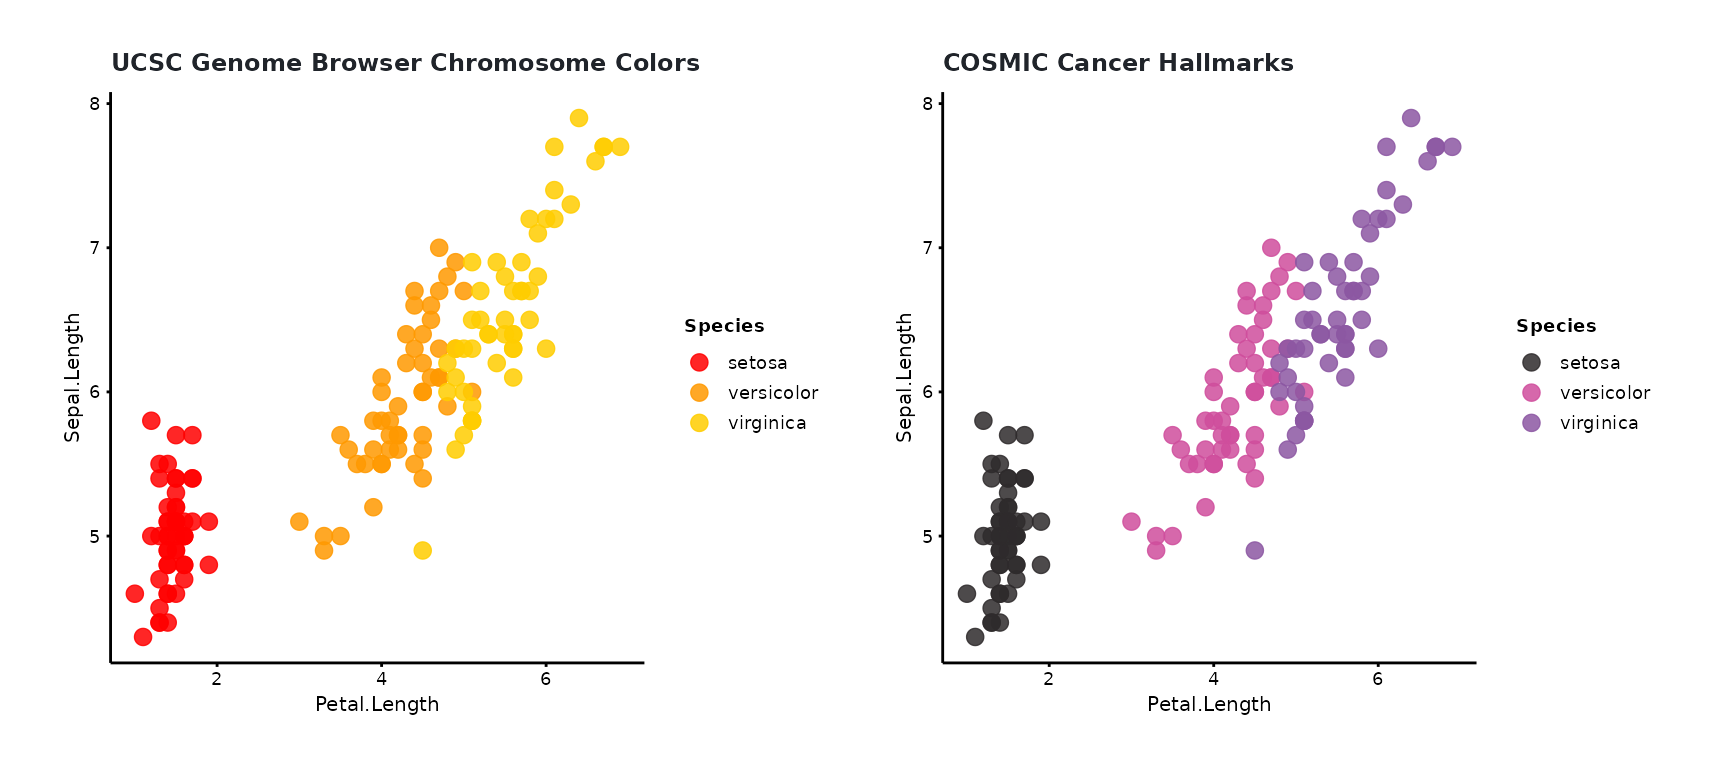 UCSC Genome Browser Chromosome Colors
8
7
6
5
Sepal.Length
2
4
6
Petal.Length
Species
setosa
versicolor
virginica
COSMIC Cancer Hallmarks
8
7
6
5
Sepal.Length
2
4
6
Petal.Length
Species
setosa
versicolor
virginica